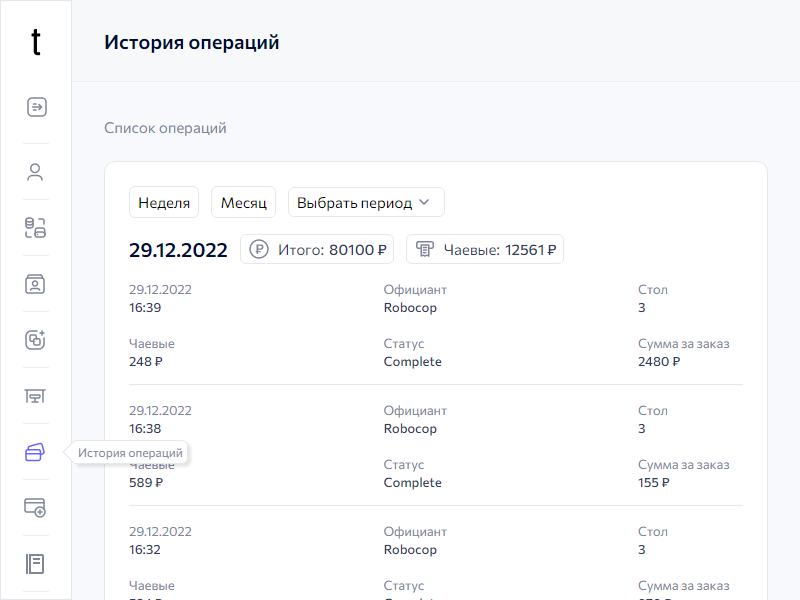 t
История операций
Список операций
Неделя Месяц Выбрать период
29.12.2022 Итого: 80100 ₽ Чаевые: 12561 ₽
29.12.2022 Официант Стол
16:39 Robocop 3
Чаевые Статус Сумма за заказ
248 ₽ Complete 2480 ₽
29.12.2022 Официант Стол
16:38 Robocop 3
История операций
Чаевые Статус Сумма за заказ
589 ₽ Complete 155 ₽
29.12.2022 Официант Стол
16:32 Robocop 3
Чаевые Статус Сумма за заказ